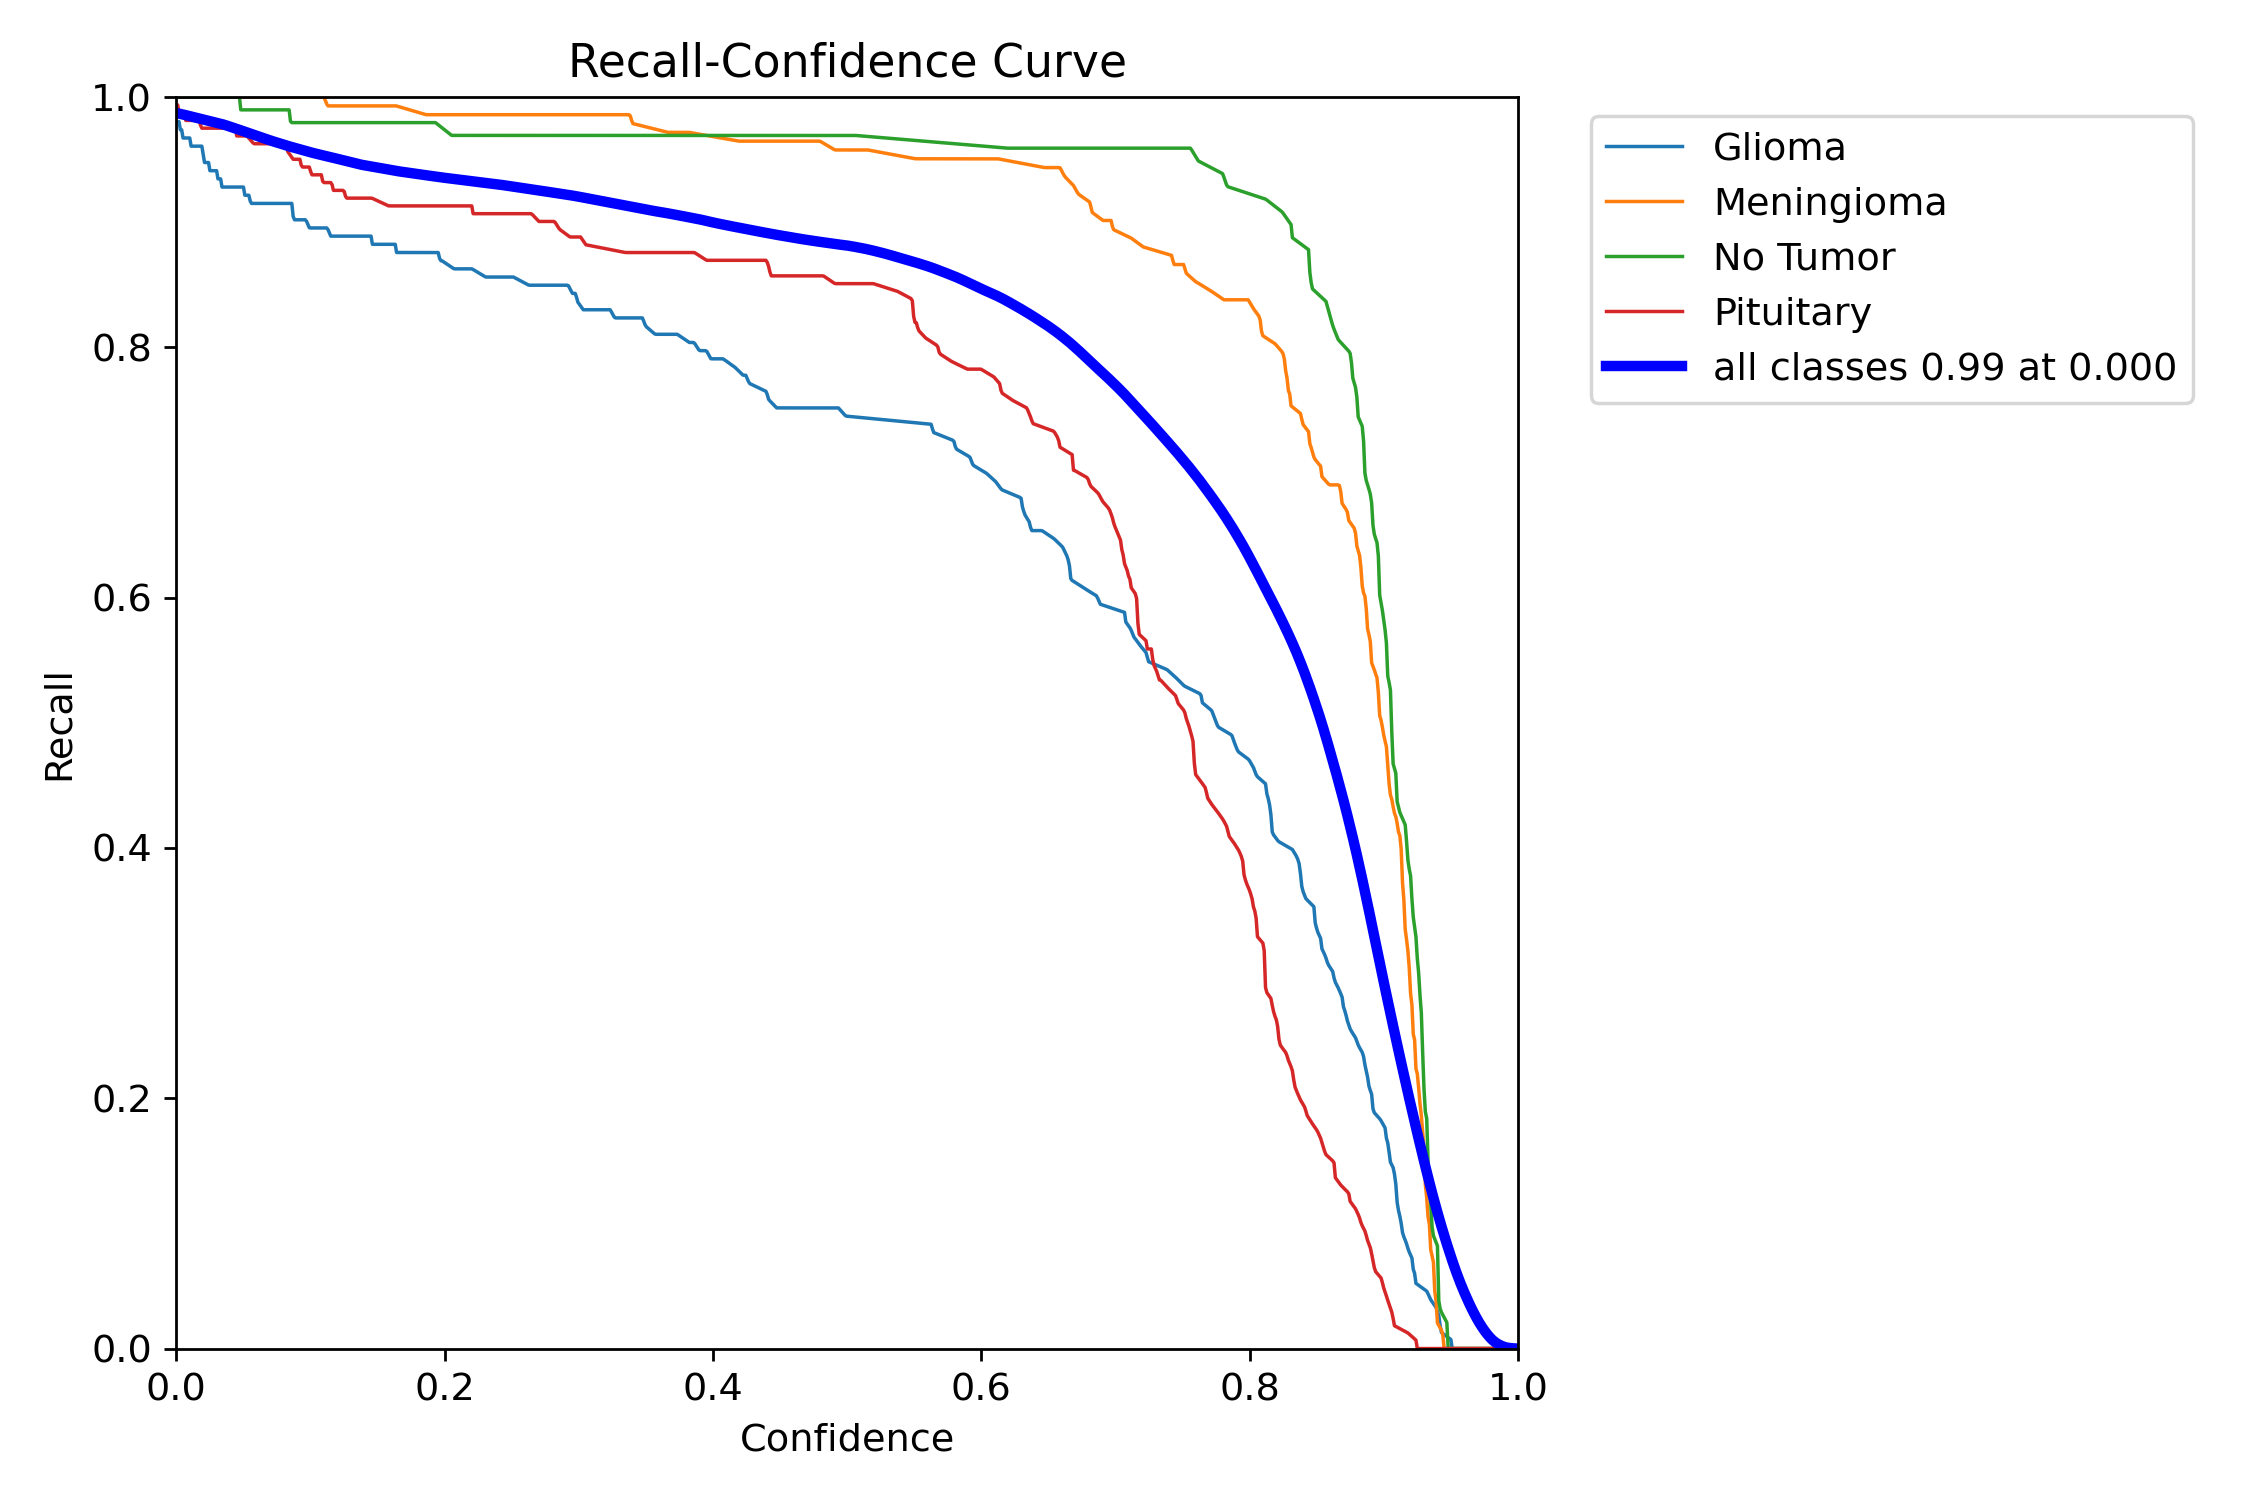 Recall-Confidence Curve
1.0
0.8
0.6
0.4
0.2
0.0
Recall
0.0 0.2 0.4 0.6 0.8 1.0
Confidence
Glioma
Meningioma
No Tumor
Pituitary
all classes 0.99 at 0.000